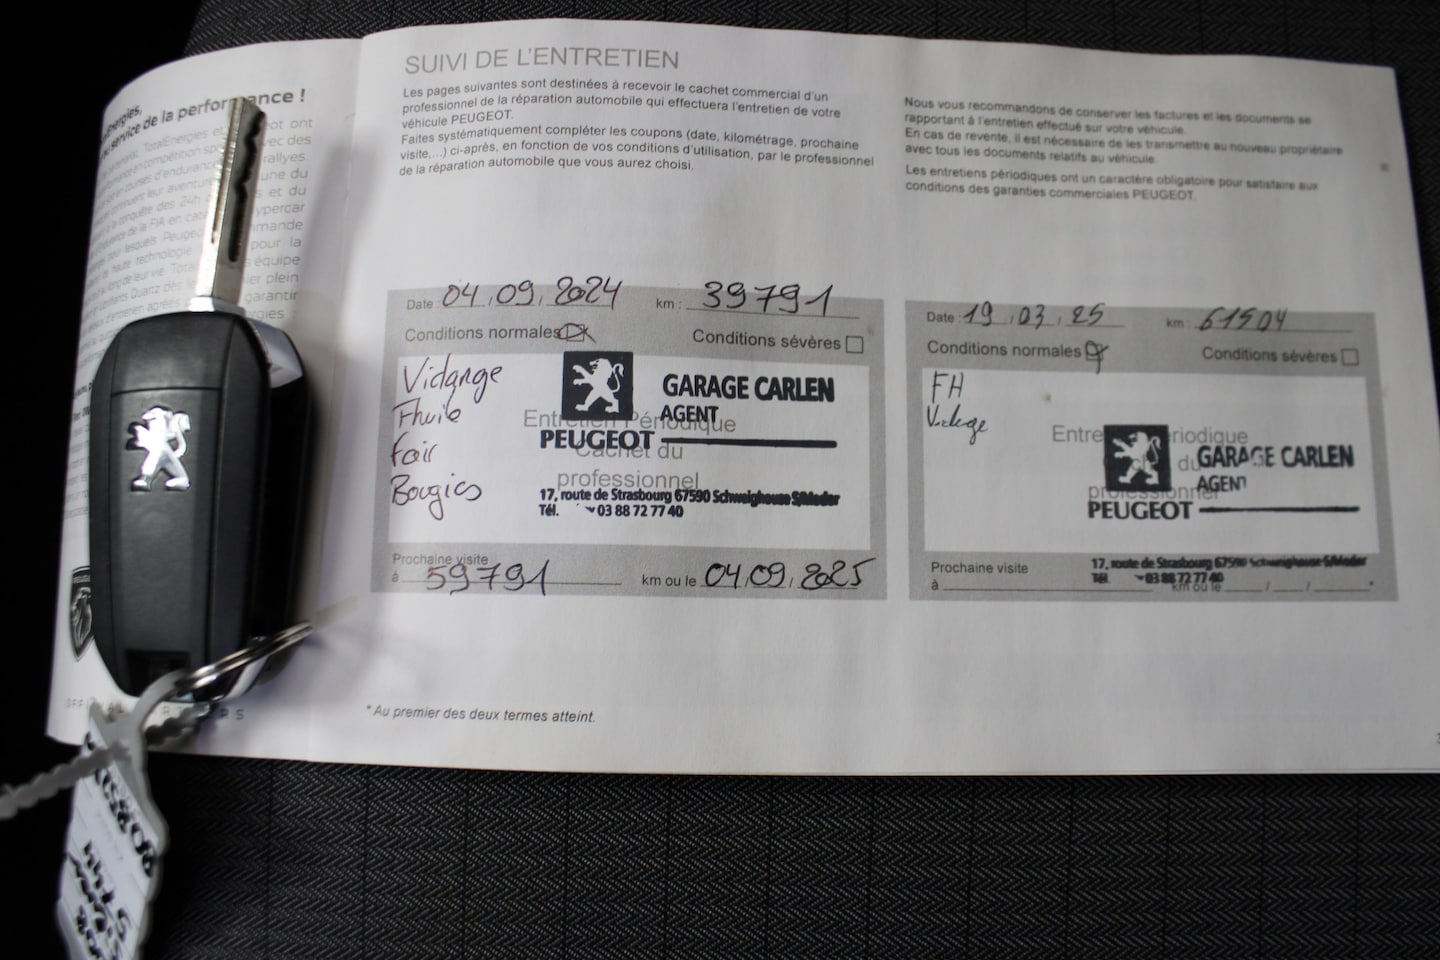 au service de la performance !
SUIVI DE L'ENTRETIEN
Les pages suivantes sont destinées à recevoir le cachet commercial d'un
professionnel de la réparation automobile qui effectuera l'entretien de votre
véhicule PEUGEOT.
Faites systématiquement compléter les coupons (date, kilométrage, prochaine
visite,...) ci-après, en fonction de vos conditions d'utilisation, par le professionnel
de la réparation automobile que vous aurez choisi.
Nous vous recommandons de conserver les factures et les documents se
rapportant à l'entretien effectué sur votre véhicule.
En cas de revente, il est nécessaire de les transmettre au nouveau propriétaire
avec tous les documents relatifs au véhicule.
Les entretiens périodiques ont un caractère obligatoire pour satisfaire aux
conditions des garanties commerciales PEUGEOT.
Date : 04.09.2024 km : 39791
Conditions normales Conditions sévères
Vidange
Fhuile
Fair
Bougies
Entretien Périodique
Cachet du
professionnel
GARAGE CARLEN
AGENT
PEUGEOT
17, route de Strasbourg 67590 Schweighouse S/Moder
Tél. 03 88 72 77 40
Prochaine visite
à 59791 km ou le 04.09.2025
Date : 19.03.25 km : 61504
Conditions normales Conditions sévères
FH
Vidange
GARAGE CARLEN
AGENT
PEUGEOT
17, route de Strasbourg 67590 Schweighouse S/Moder
Tél. 03 88 72 77 40
Prochaine visite
à km ou le
* Au premier des deux termes atteint.